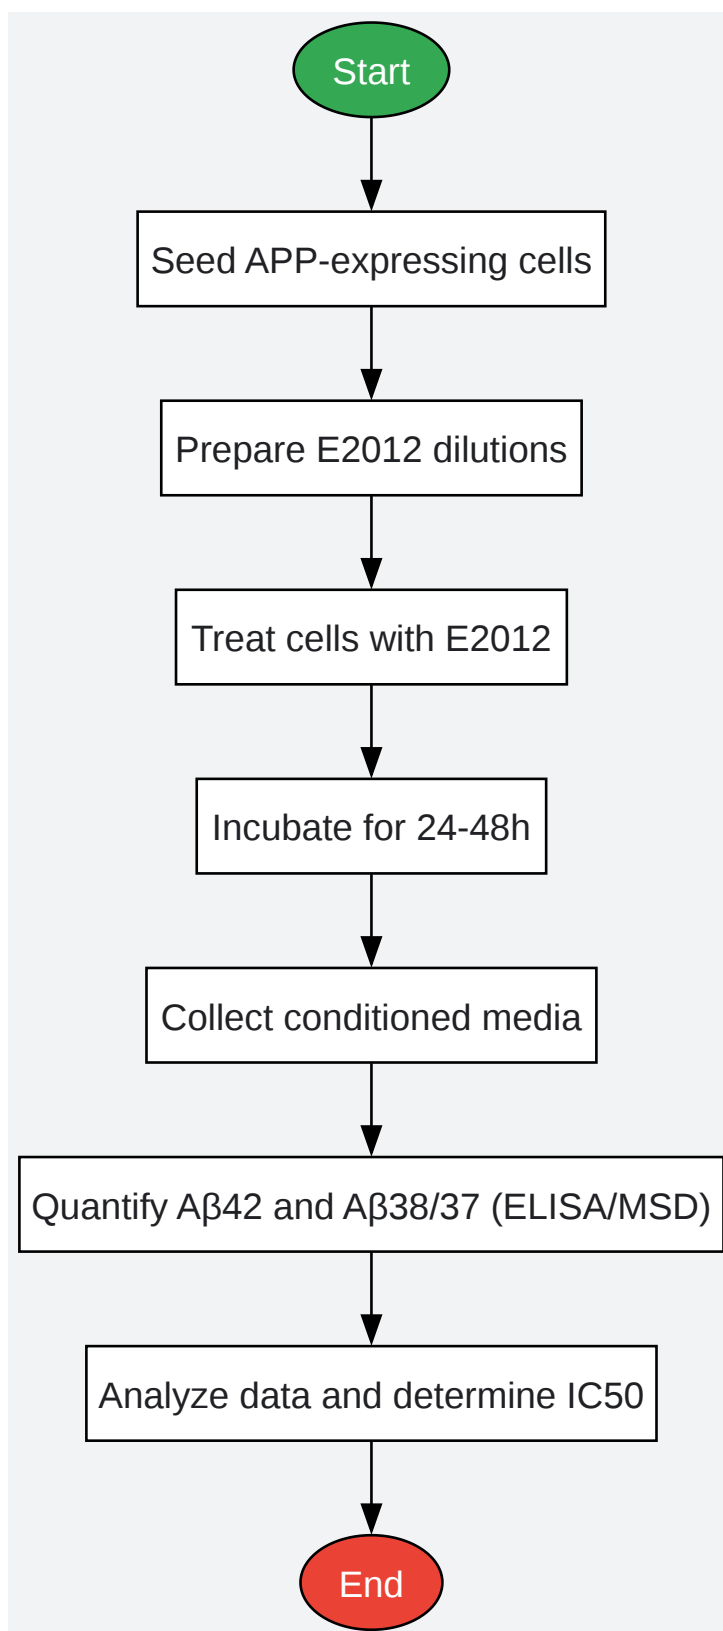 Start
Seed APP-expressing cells
Prepare E2012 dilutions
Treat cells with E2012
Incubate for 24-48h
Collect conditioned media
Quantify Aβ42 and Aβ38/37 (ELISA/MSD)
Analyze data and determine IC50
End